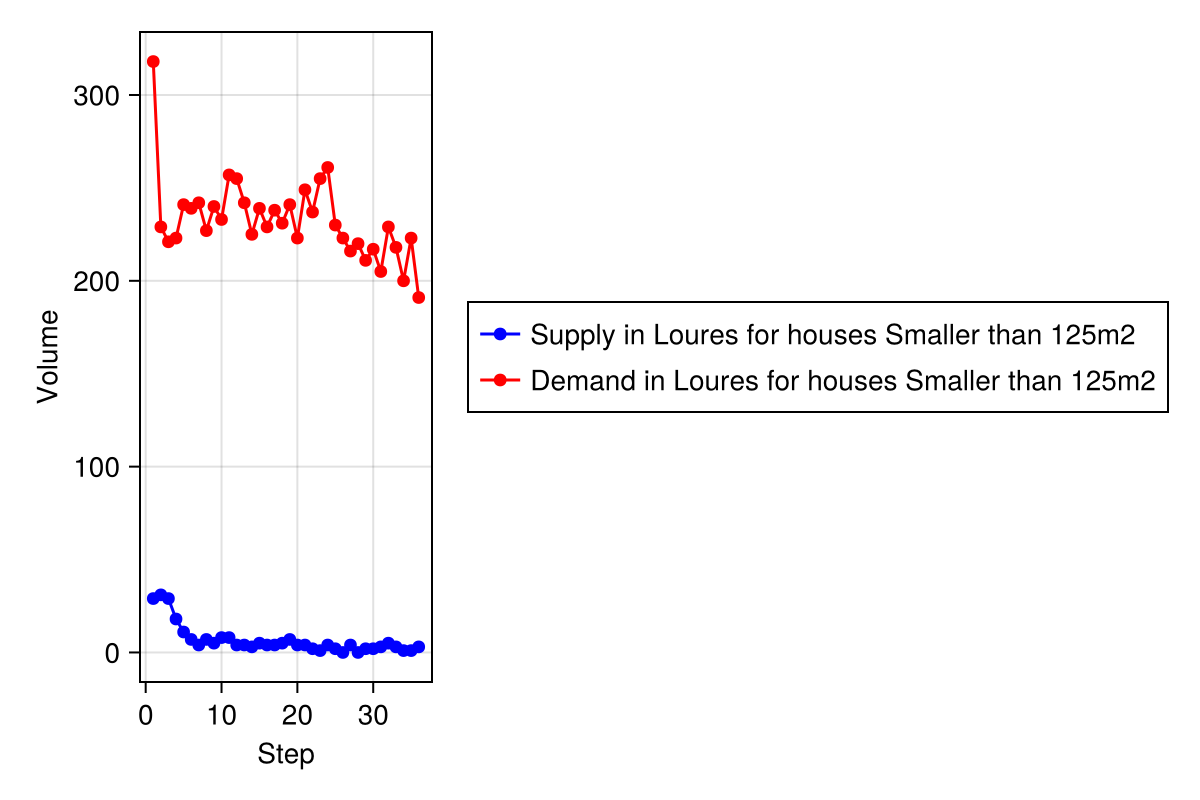 Volume
300
200
100
0
0 10 20 30
Step
Supply in Loures for houses Smaller than 125m2
Demand in Loures for houses Smaller than 125m2